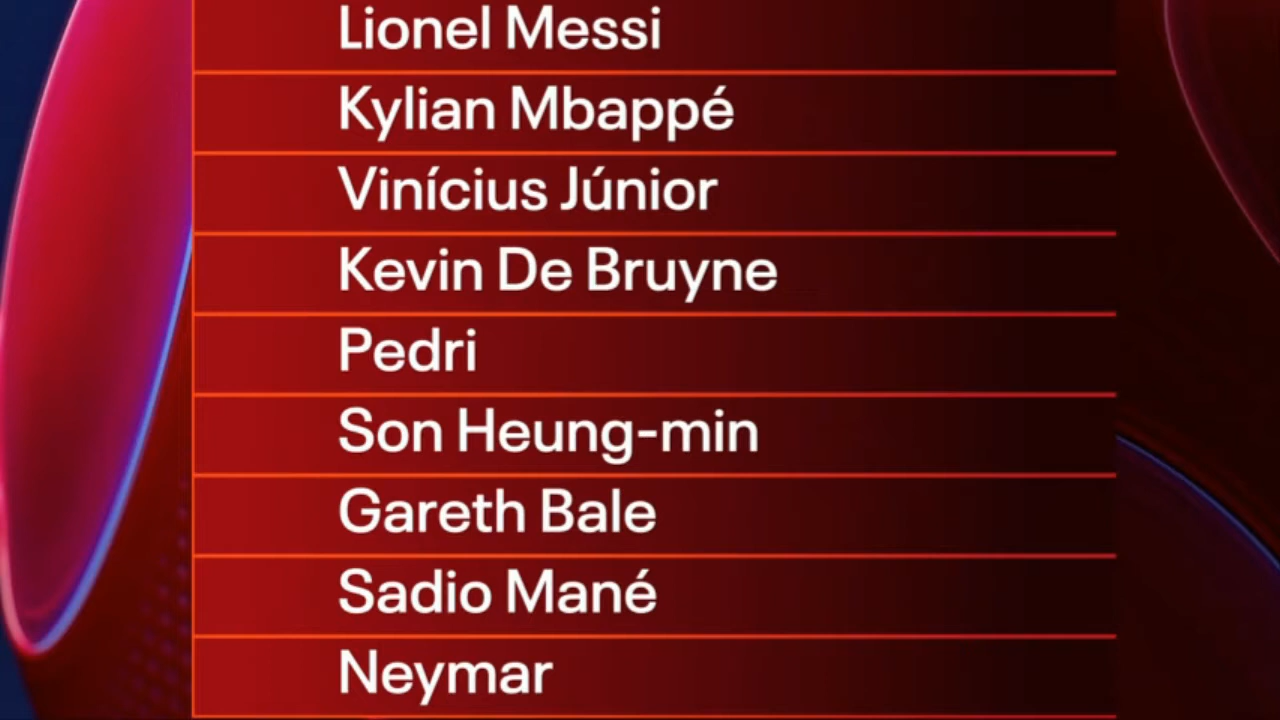 Lionel Messi
Kylian Mbappé
Vinícius Júnior
Kevin De Bruyne
Pedri
Son Heung-min
Gareth Bale
Sadio Mané
Neymar